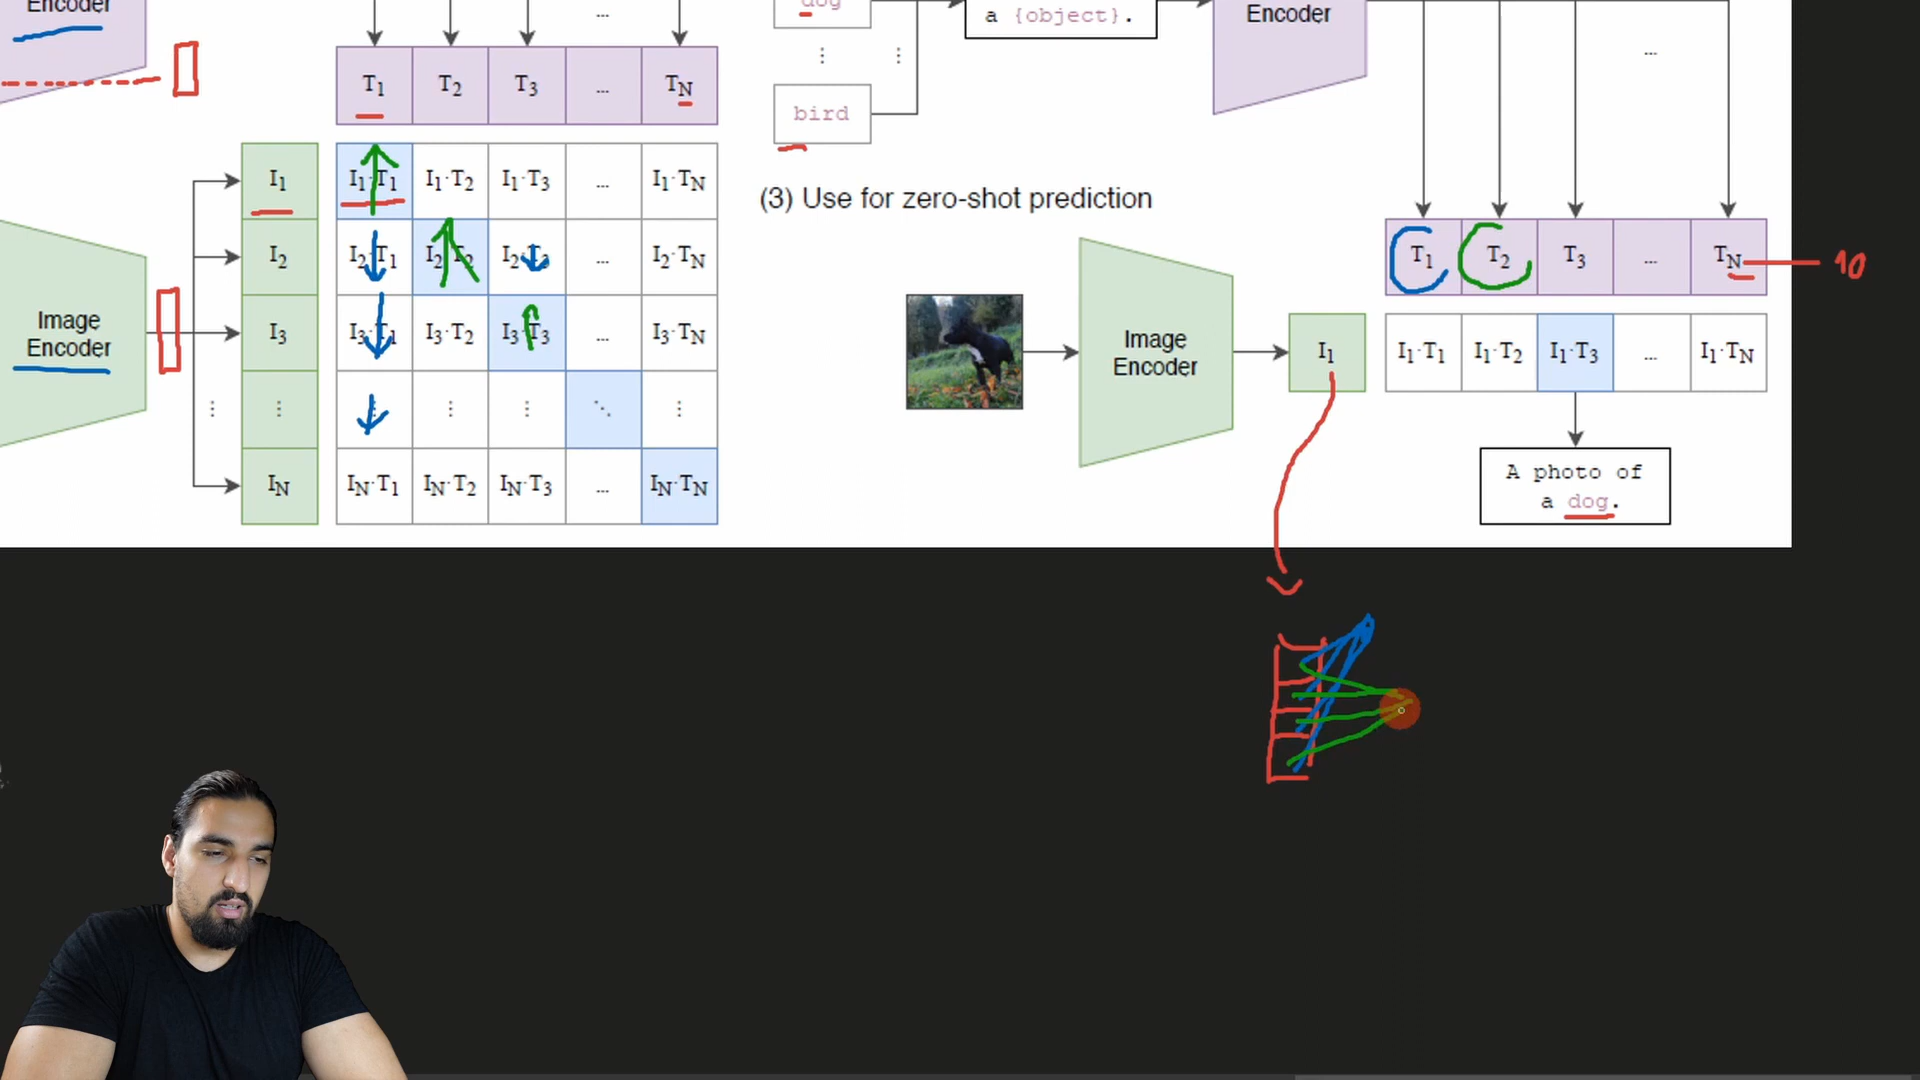 Encoder
...
dog
a {object}.
Encoder
...
T1 T2 T3 ... TN
bird
I1 I1·T1 I1·T2 I1·T3 ... I1·TN
(3) Use for zero-shot prediction
I2 I2·T1 I2·T2 I2·T3 ... I2·TN
T1 T2 T3 ... TN 10
Image
Encoder
I3 I3·T1 I3·T2 I3·T3 ... I3·TN
Image
Encoder
I1 I1·T1 I1·T2 I1·T3 ... I1·TN
⋮ ⋮ ⋮ ⋮ ⋮ ⋱ ⋮
IN IN·T1 IN·T2 IN·T3 ... IN·TN
A photo of
a dog.